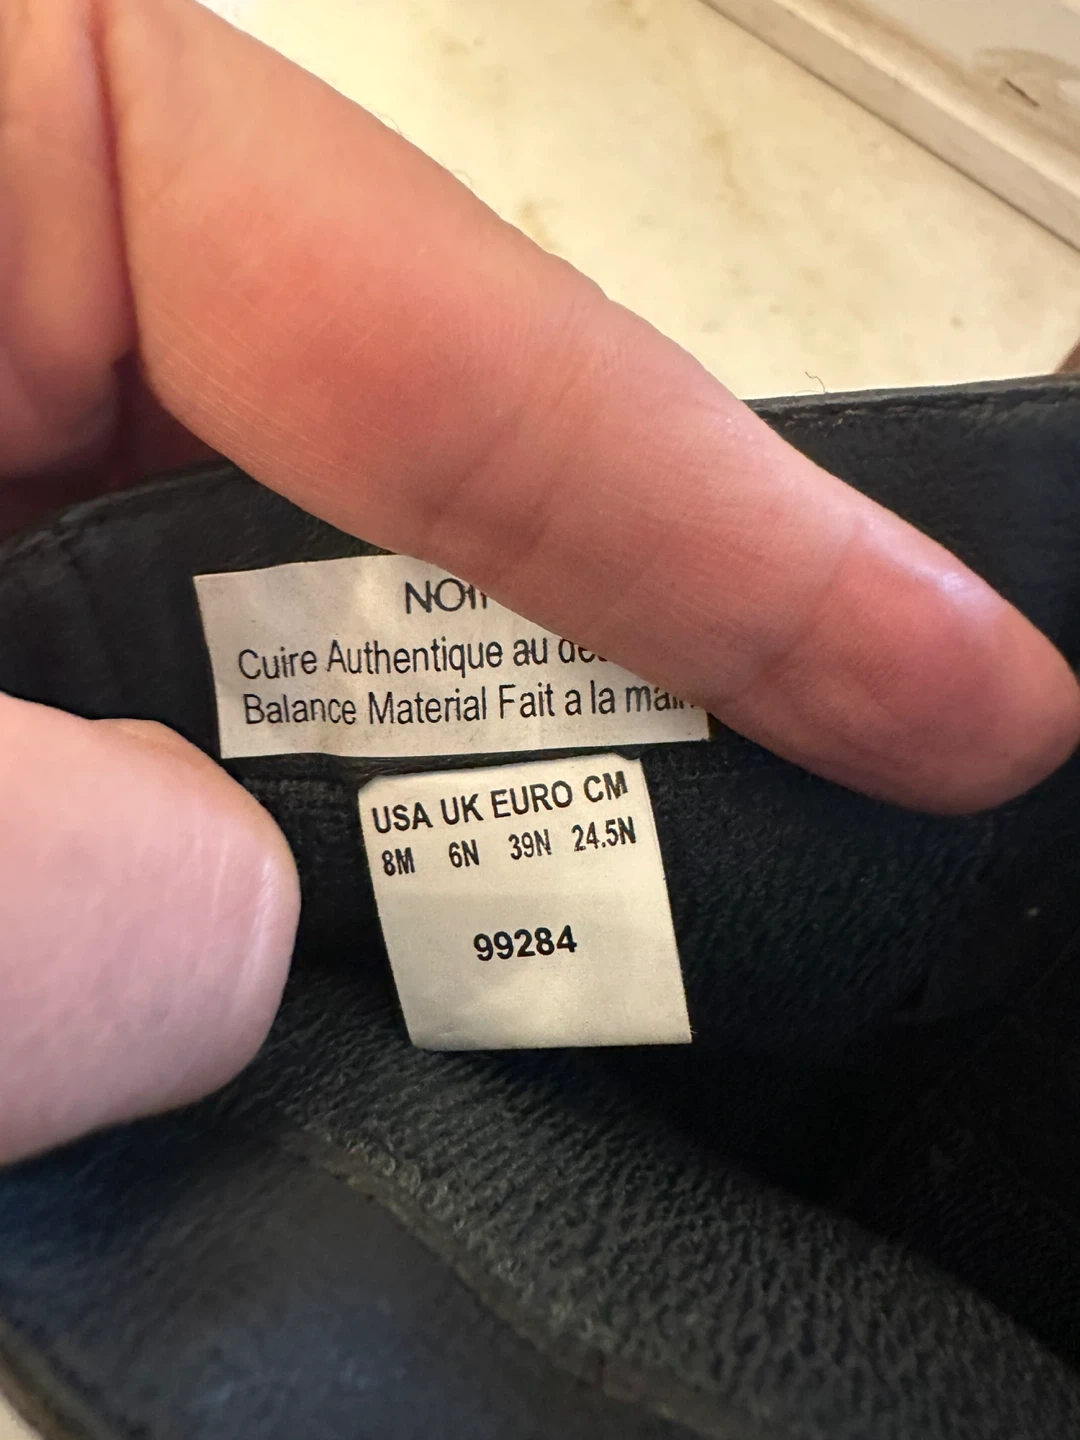 Cuire Authentique au
Balance Material Fait a la
USA UK EURO CM
8M 6N 39N 24.5N
99284